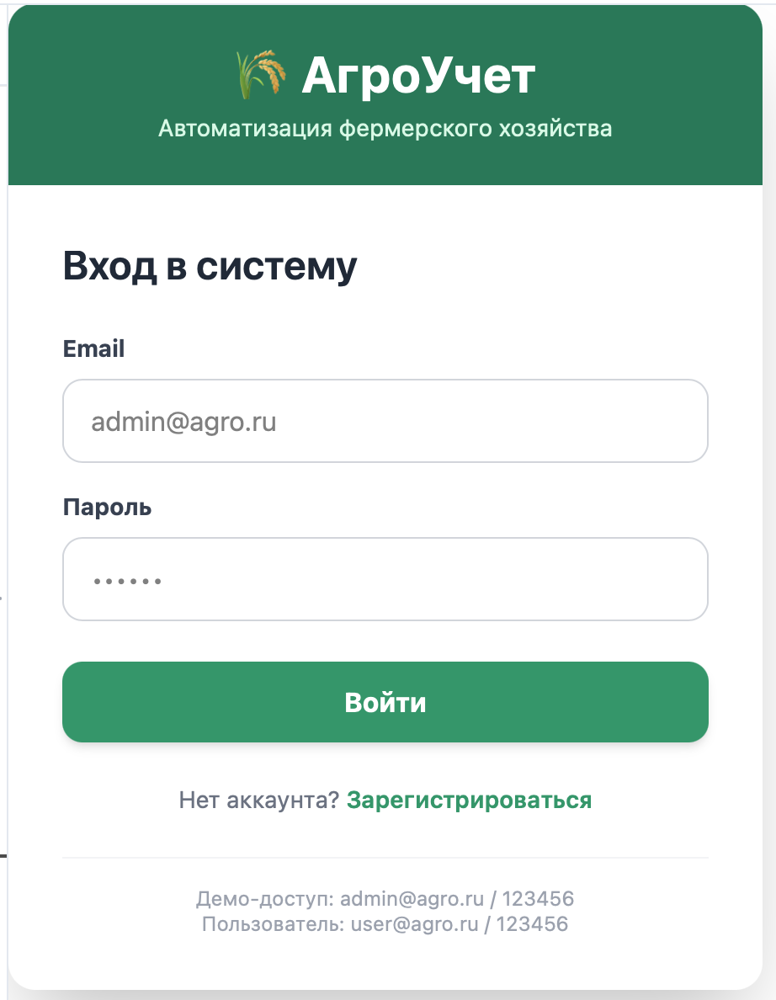 АгроУчет
Автоматизация фермерского хозяйства
Вход в систему
Email
admin@agro.ru
Пароль
••••••
Войти
Нет аккаунта? Зарегистрироваться
Демо-доступ: admin@agro.ru / 123456
Пользователь: user@agro.ru / 123456